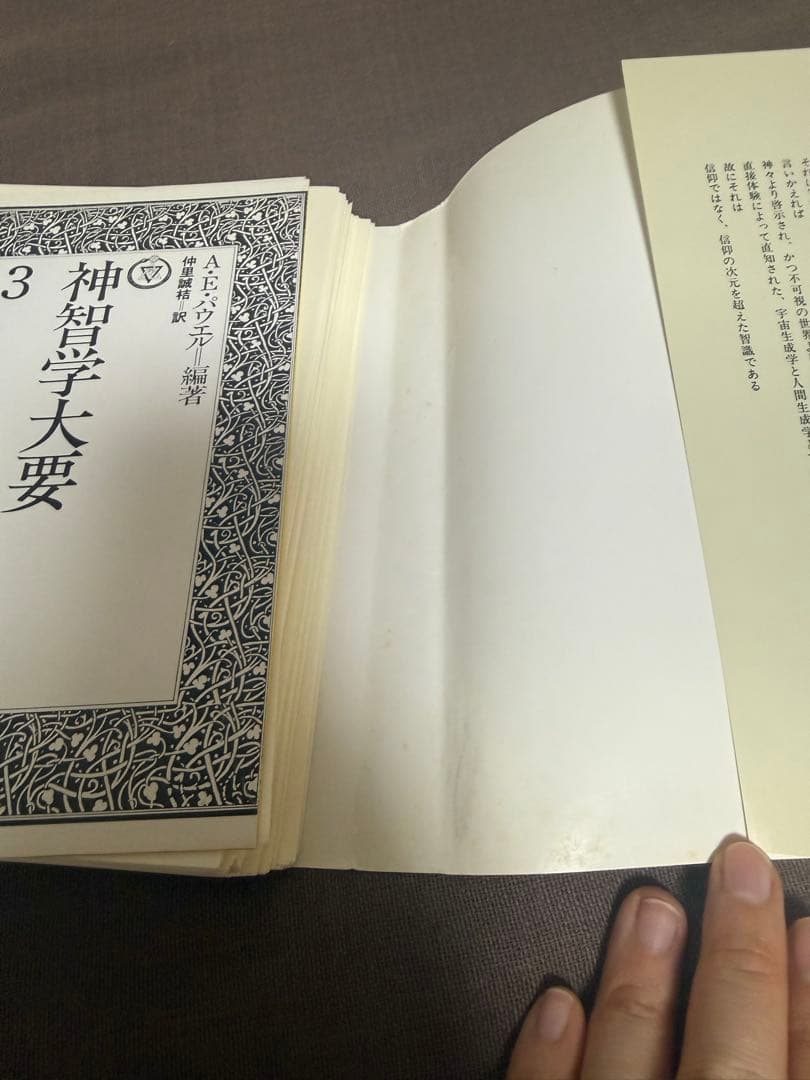 A・E・パウエル＝編著
仲里誠桔＝訳
神智学大要
3
それは、
言いかえれば
神々より啓示され、かつ不可視の世界
直接体験によって直知された、宇宙生成学と人間生成学
故にそれは
信仰ではなく、信仰の次元を超えた智識である